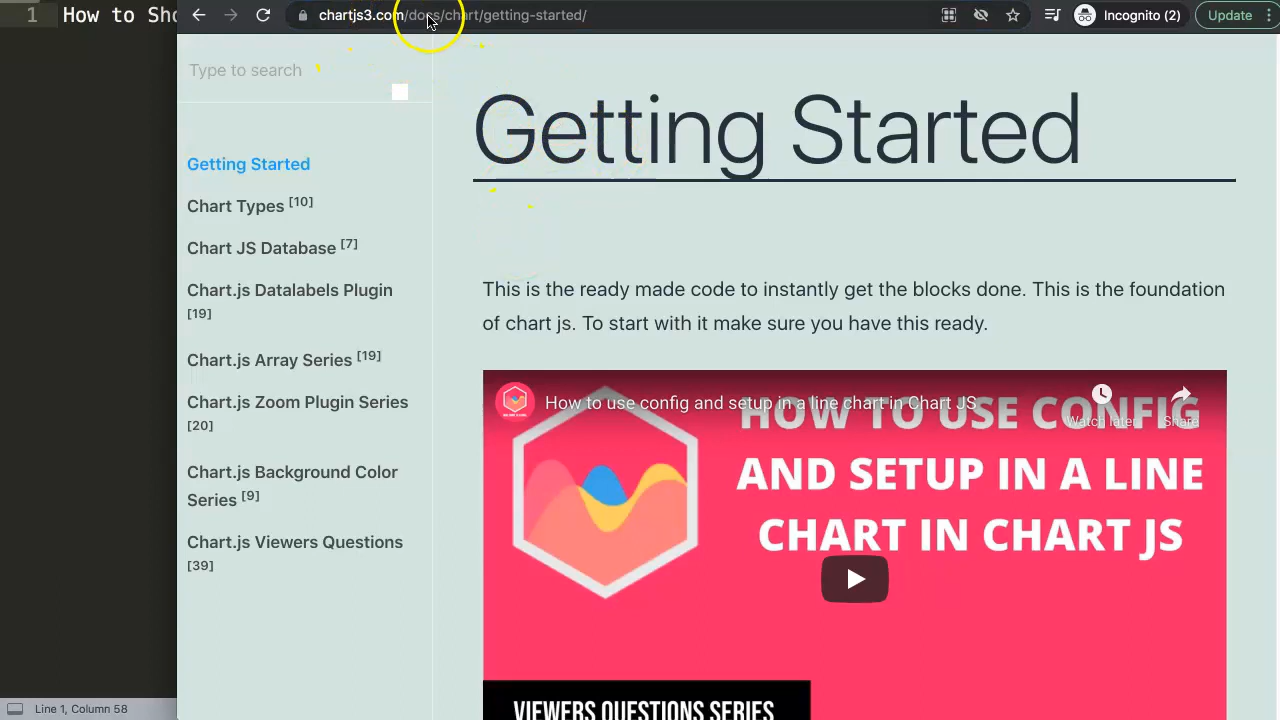 1 How to Sho
chartjs3.com/docs/chart/getting-started/
Incognito (2)
Update
Type to search
Getting Started
Chart Types [10]
Chart JS Database [7]
Chart.js Datalabels Plugin
[19]
Chart.js Array Series [19]
Chart.js Zoom Plugin Series
[20]
Chart.js Background Color
Series [9]
Chart.js Viewers Questions
[39]
Getting Started
This is the ready made code to instantly get the blocks done. This is the foundation
of chart js. To start with it make sure you have this ready.
How to use config and setup in a line chart in Chart JS
Watch later
Share
HOW TO USE CONFIG
AND SETUP IN A LINE
CHART IN CHART JS
VIEWERS QUESTIONS SERIES
Line 1, Column 58